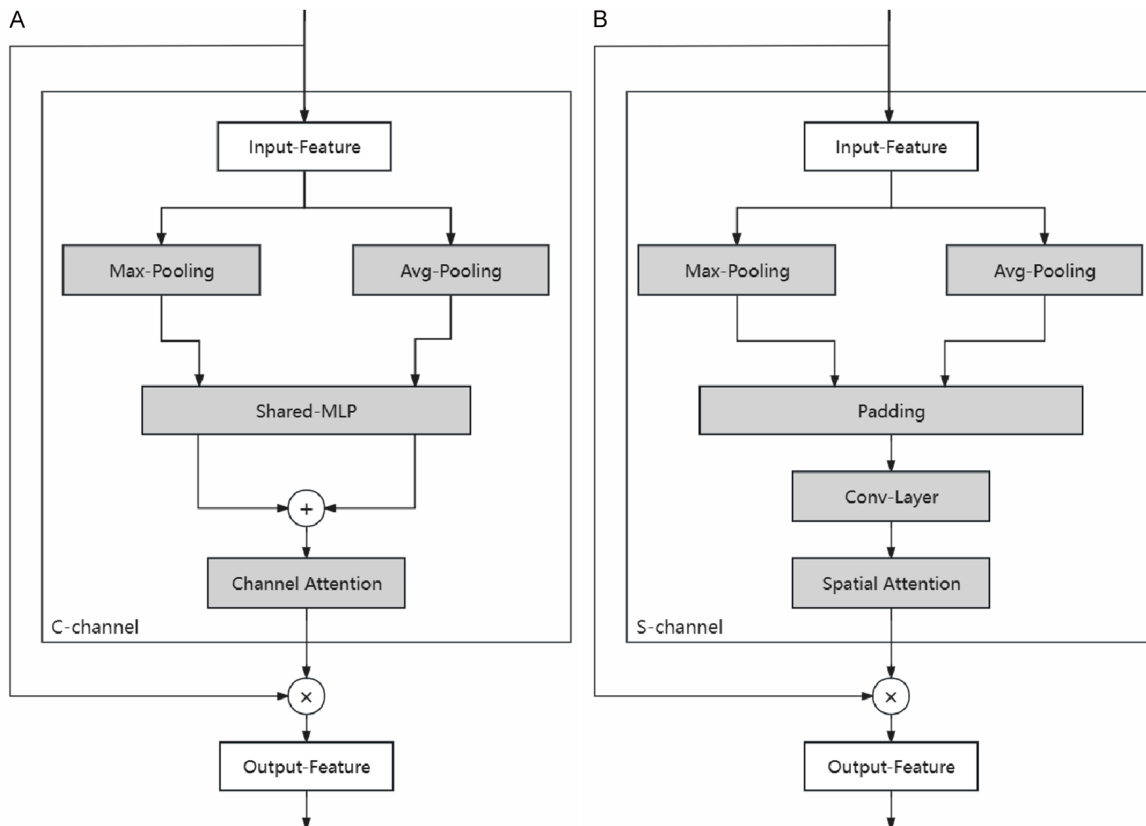 A
Input-Feature
Max-Pooling
Avg-Pooling
Shared-MLP
+
Channel Attention
C-channel
×
Output-Feature
B
Input-Feature
Max-Pooling
Avg-Pooling
Padding
Conv-Layer
Spatial Attention
S-channel
×
Output-Feature